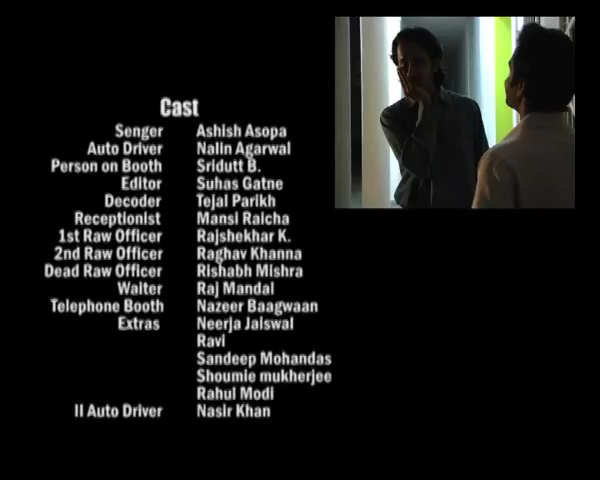 Cast
Senger Ashish Asopa
Auto Driver Nalin Agarwal
Person on Booth Sridutt B.
Editor Suhas Gatne
Decoder Tejal Parikh
Receptionist Mansi Raicha
1st Raw Officer Rajshekhar K.
2nd Raw Officer Raghav Khanna
Dead Raw Officer Rishabh Mishra
Waiter Raj Mandal
Telephone Booth Nazeer Baagwaan
Extras Neerja Jaiswal
Ravi
Sandeep Mohandas
Shoumie mukherjee
Rahul Modi
II Auto Driver Nasir Khan